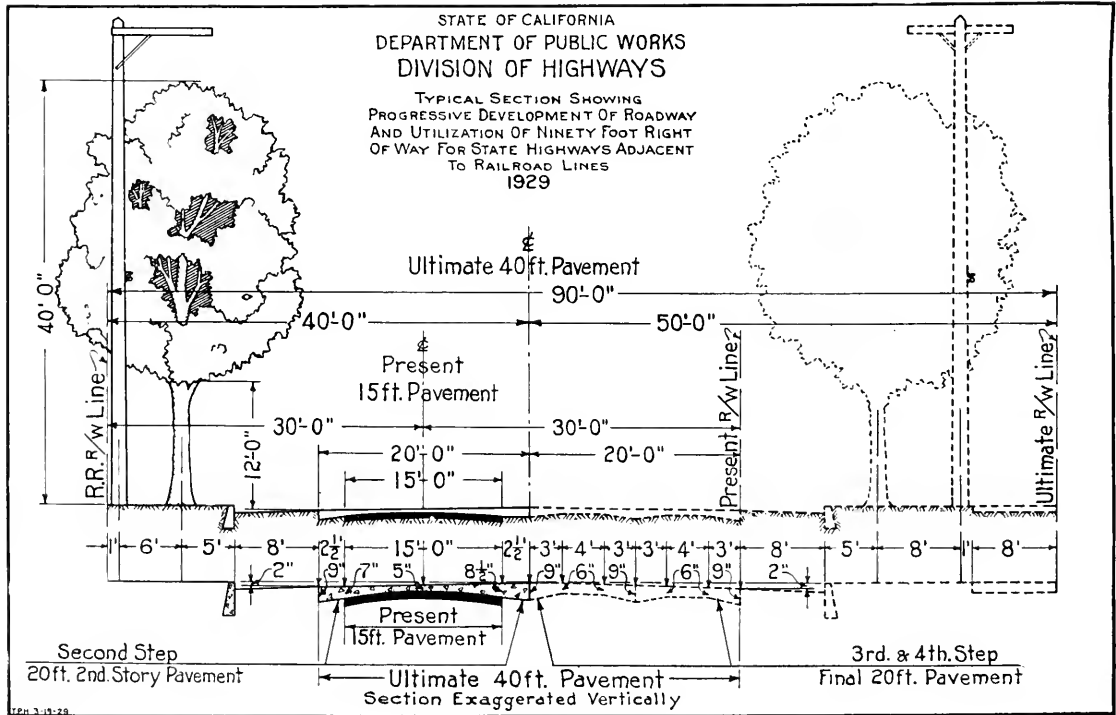 STATE OF CALIFORNIA
DEPARTMENT OF PUBLIC WORKS
DIVISION OF HIGHWAYS
TYPICAL SECTION SHOWING
PROGRESSIVE DEVELOPMENT OF ROADWAY
AND UTILIZATION OF NINETY FOOT RIGHT
OF WAY FOR STATE HIGHWAYS ADJACENT
TO RAILROAD LINES
1929
℄
Ultimate 40ft. Pavement
90'-0"
40'-0" 50'-0"
40'0"
℄
Present
15ft. Pavement
R.R. R/W Line
Present R/W Line
Ultimate R/W Line
30'-0" 30'-0"
12'-0"
20'-0" 20'-0"
15'-0"
1' 6' 5' 8' 2½' 15'-0" 2½' 3' 4' 3' 3' 4' 3' 8' 5' 8' 1' 8'
2" 9" 7" 5" 8½" 9" 6" 9" 6" 9" 2"
Present
15ft. Pavement
Second Step
20ft. 2nd. Story Pavement
3rd. & 4th. Step
Final 20ft. Pavement
Ultimate 40ft. Pavement
Section Exaggerated Vertically
T.P.H. 3-19-29